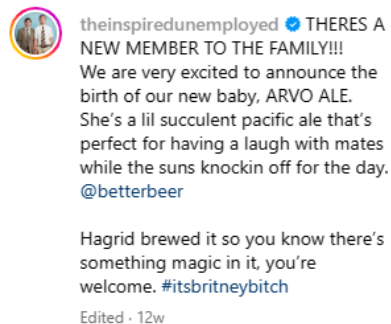 theinspiredunemployed THERES A
NEW MEMBER TO THE FAMILY!!!
We are very excited to announce the
birth of our new baby, ARVO ALE.
She's a lil succulent pacific ale that's
perfect for having a laugh with mates
while the suns knockin off for the day.
@betterbeer
Hagrid brewed it so you know there's
something magic in it, you're
welcome. #itsbritneybitch
Edited · 12w